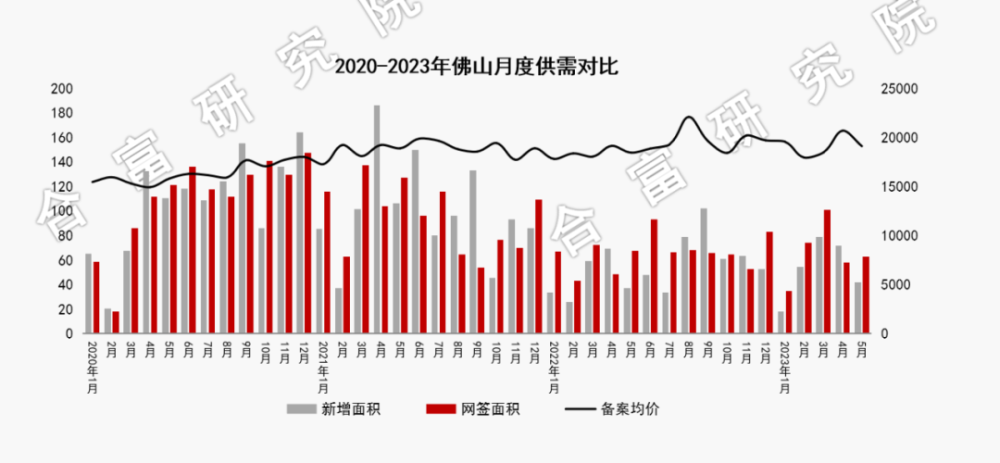 2020-2023年佛山月度供需对比
200
180
160
140
120
100
80
60
40
20
0
25000
20000
15000
10000
5000
0
2020年1月
2月
3月
4月
5月
6月
7月
8月
9月
10月
11月
12月
2021年1月
2月
3月
4月
5月
6月
7月
8月
9月
10月
11月
12月
2022年1月
2月
3月
4月
5月
6月
7月
8月
9月
10月
11月
12月
2023年1月
2月
3月
4月
5月
新增面积 网签面积 备案均价
合富研究院
合富研究院